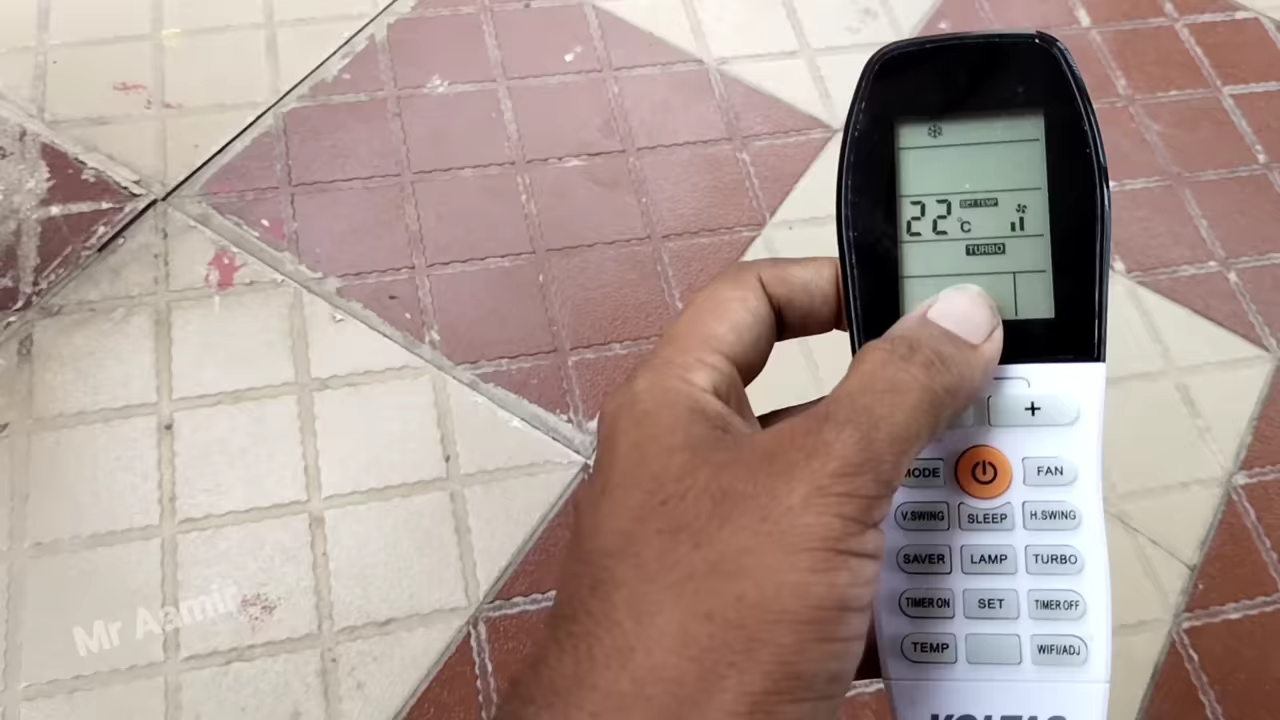 22 °C SET TEMP
TURBO
+
MODE FAN
V.SWING SLEEP H.SWING
SAVER LAMP TURBO
TIMER ON SET TIMER OFF
TEMP WIFI/ADJ
VOLTAS
Mr Aamir